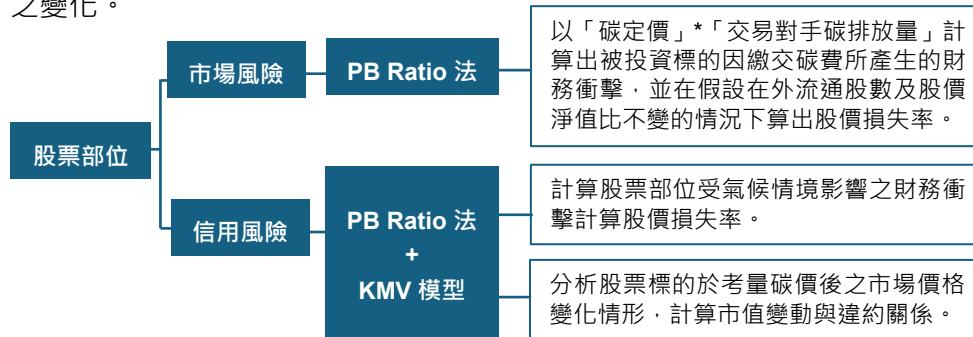 之變化。
以「碳定價」*「交易對手碳排放量」計
算出被投資標的因繳交碳費所產生的財
務衝擊，並在假設在外流通股數及股價
淨值比不變的情況下算出股價損失率。
市場風險
PB Ratio 法
股票部位
信用風險
PB Ratio 法
+
KMV 模型
計算股票部位受氣候情境影響之財務衝
擊計算股價損失率。
分析股票標的於考量碳價後之市場價格
變化情形，計算市值變動與違約關係。